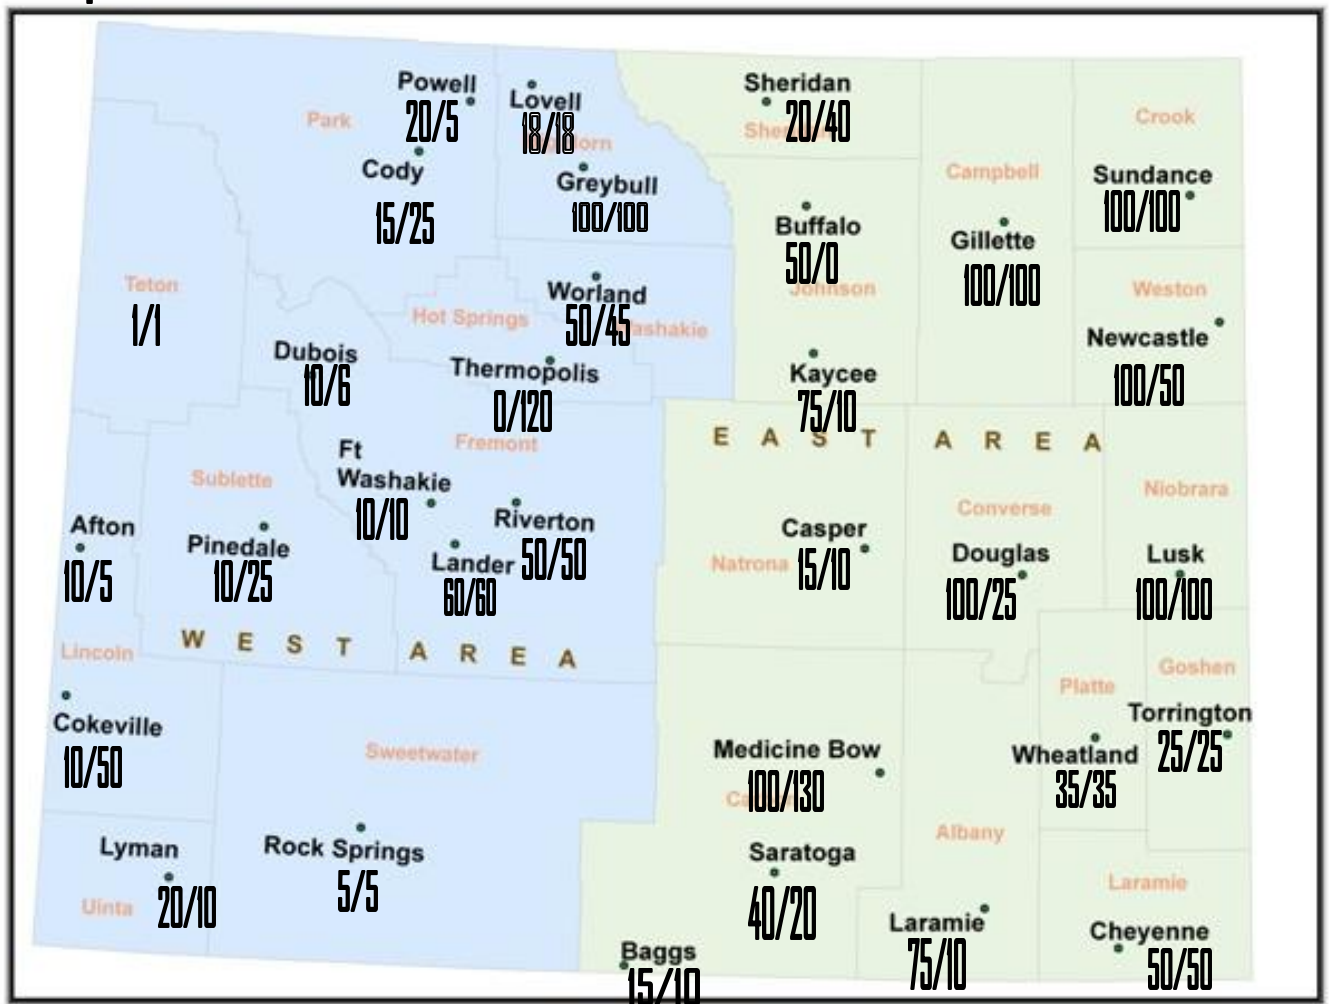 Powell
20/5
Lovell
18/18
Sheridan
20/40
Park
Crook
Cody
15/25
Greybull
100/100
Campbell
Sundance
100/100
Buffalo
50/0
Johnson
Gillette
100/100
Teton
1/1
Worland
50/45
Hot Springs
Weston
Newcastle
100/50
Dubois
10/6
Thermopolis
0/120
Kaycee
75/10
EAST AREA
Fremont
Ft
Washakie
10/10
Sublette
Niobrara
Converse
Afton
10/5
Pinedale
10/25
Riverton
50/50
Lander
60/60
Casper
15/10
Natrona
Douglas
100/25
Lusk
100/100
WEST AREA
Lincoln
Goshen
Platte
Cokeville
10/50
Torrington
25/25
Sweetwater
Medicine Bow
100/130
Wheatland
35/35
Albany
Lyman
20/10
Uinta
Rock Springs
5/5
Saratoga
40/20
Laramie
Laramie
75/10
Cheyenne
50/50
Baggs
15/10